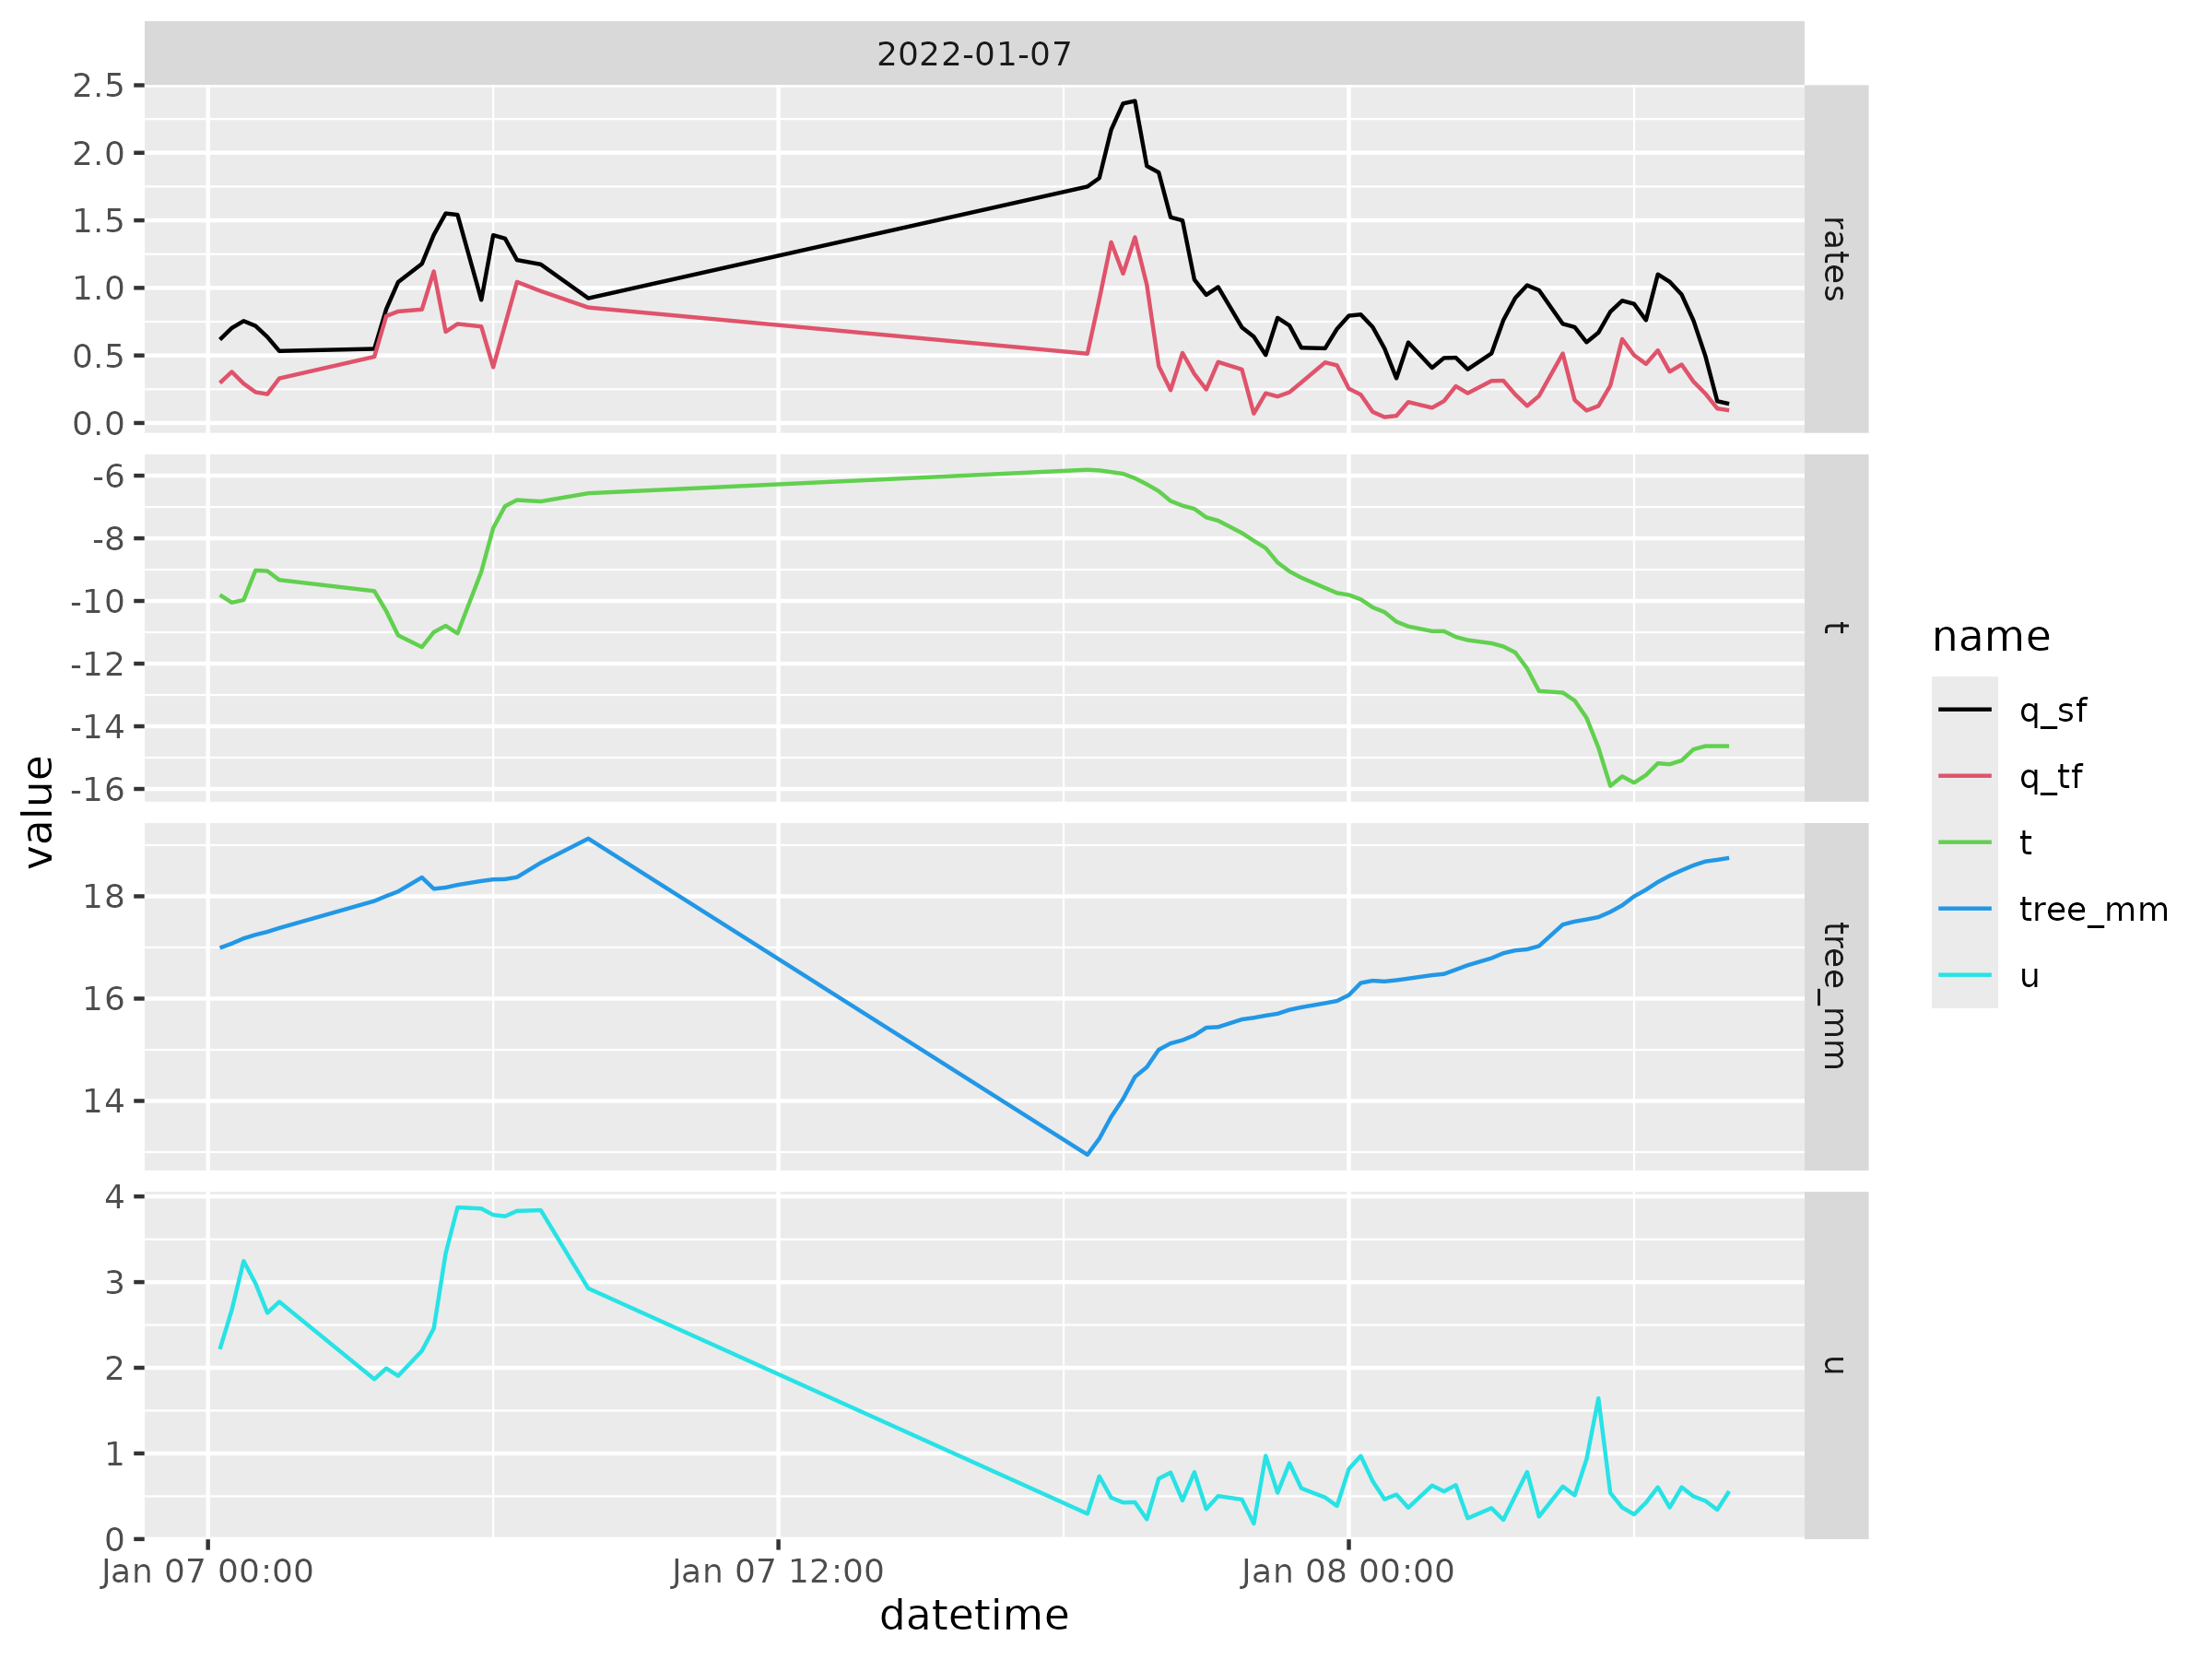 2022-01-07
2.5
2.0
1.5
1.0
0.5
0.0
rates
-6
-8
-10
-12
-14
-16
t
18
16
14
tree_mm
4
3
2
1
0
u
Jan 07 00:00
Jan 07 12:00
Jan 08 00:00
datetime
value
name
q_sf
q_tf
t
tree_mm
u